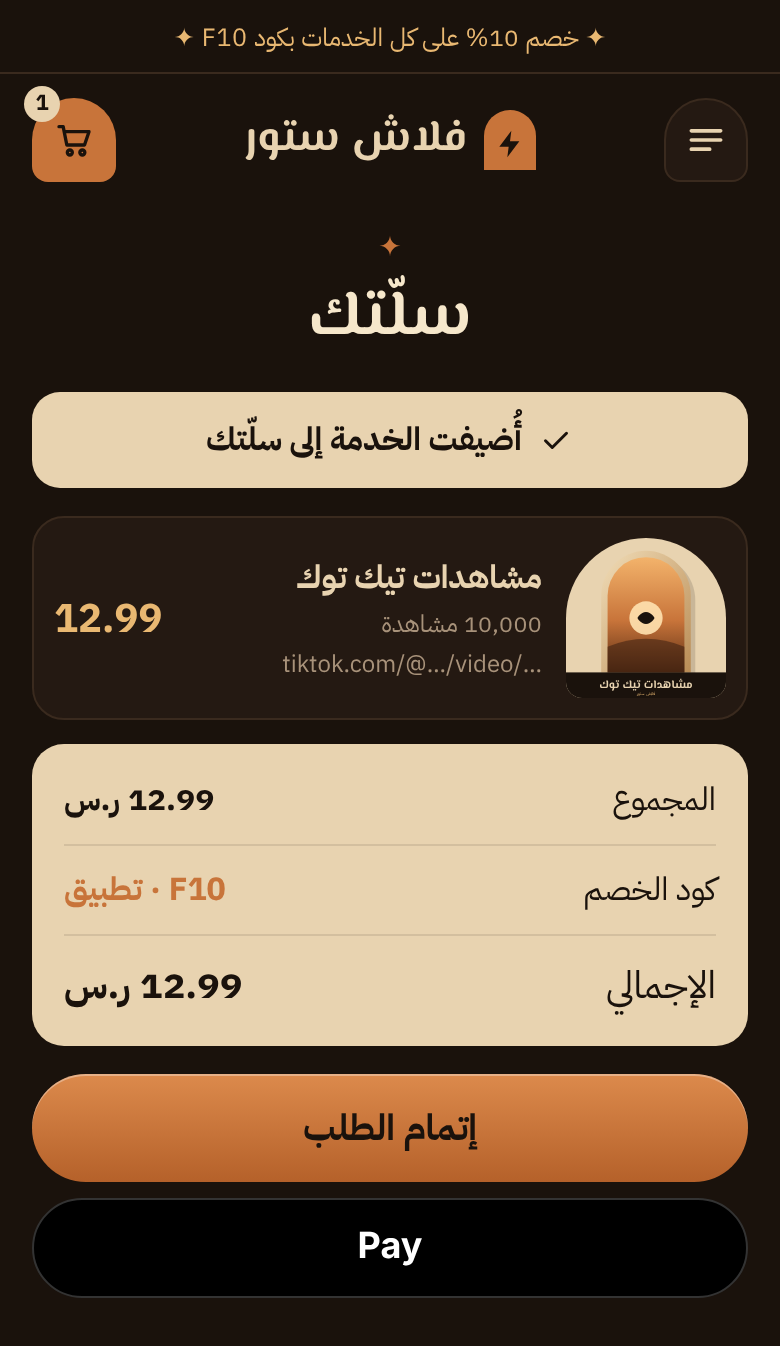 ✦ خصم 10% على كل الخدمات بكود F10 ✦
فلاش ستور
1
سلّتك
أُضيفت الخدمة إلى سلّتك
مشاهدات تيك توك
10,000 مشاهدة
tiktok.com/@.../video/...
12.99
مشاهدات تيك توك
فلاش ستور
المجموع 12.99 ر.س
كود الخصم F10 · تطبيق
الإجمالي 12.99 ر.س
إتمام الطلب
Pay